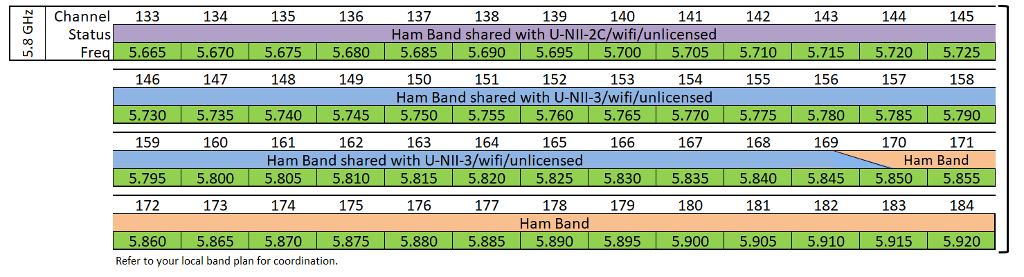 5.8 GHz
Channel 133 134 135 136 137 138 139 140 141 142 143 144 145
Status Ham Band shared with U-NII-2C/wifi/unlicensed
Freq 5.665 5.670 5.675 5.680 5.685 5.690 5.695 5.700 5.705 5.710 5.715 5.720 5.725
146 147 148 149 150 151 152 153 154 155 156 157 158
Ham Band shared with U-NII-3/wifi/unlicensed
5.730 5.735 5.740 5.745 5.750 5.755 5.760 5.765 5.770 5.775 5.780 5.785 5.790
159 160 161 162 163 164 165 166 167 168 169 170 171
Ham Band shared with U-NII-3/wifi/unlicensed Ham Band
5.795 5.800 5.805 5.810 5.815 5.820 5.825 5.830 5.835 5.840 5.845 5.850 5.855
172 173 174 175 176 177 178 179 180 181 182 183 184
Ham Band
5.860 5.865 5.870 5.875 5.880 5.885 5.890 5.895 5.900 5.905 5.910 5.915 5.920
Refer to your local band plan for coordination.